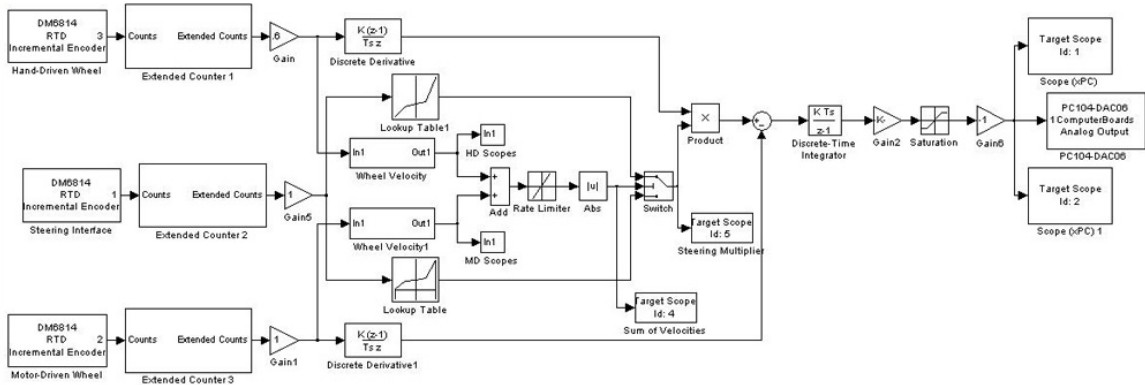 DM6814
RTD 3
Incremental Encoder
Hand-Driven Wheel
Counts Extended Counts
Extended Counter 1
.6
Gain
K (z-1)
Ts z
Discrete Derivative
Lookup Table1
In1 Out1
Wheel Velocity
In1
HD Scopes
DM6814
RTD 1
Incremental Encoder
Steering Interface
Counts Extended Counts
Extended Counter 2
1
Gain5
In1 Out1
Wheel Velocity1
+
+
Add
Rate Limiter
|u|
Abs
Switch
In1
MD Scopes
Lookup Table
Target Scope
Id: 5
Steering Multiplier
Target Scope
Id: 4
Sum of Velocities
DM6814
RTD 2
Incremental Encoder
Motor-Driven Wheel
Counts Extended Counts
Extended Counter 3
1
Gain1
K (z-1)
Ts z
Discrete Derivative1
×
Product
+
-
K Ts
z-1
Discrete-Time
Integrator
K-
Gain2
Saturation
-1
Gain6
Target Scope
Id: 1
Scope (xPC)
PC104-DAC06
1 ComputerBoards
Analog Output
PC104-DAC06
Target Scope
Id: 2
Scope (xPC) 1